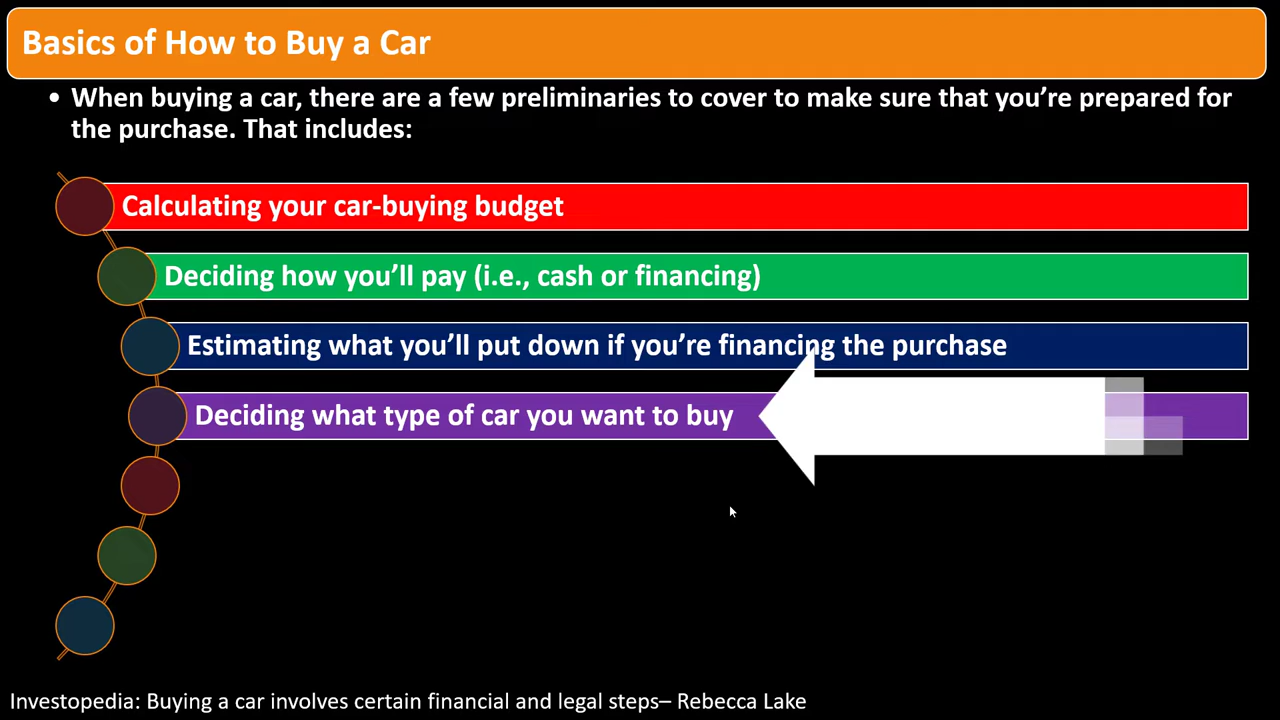 Basics of How to Buy a Car
• When buying a car, there are a few preliminaries to cover to make sure that you’re prepared for
the purchase. That includes:
Calculating your car-buying budget
Deciding how you’ll pay (i.e., cash or financing)
Estimating what you’ll put down if you’re financing the purchase
Deciding what type of car you want to buy
Investopedia: Buying a car involves certain financial and legal steps– Rebecca Lake